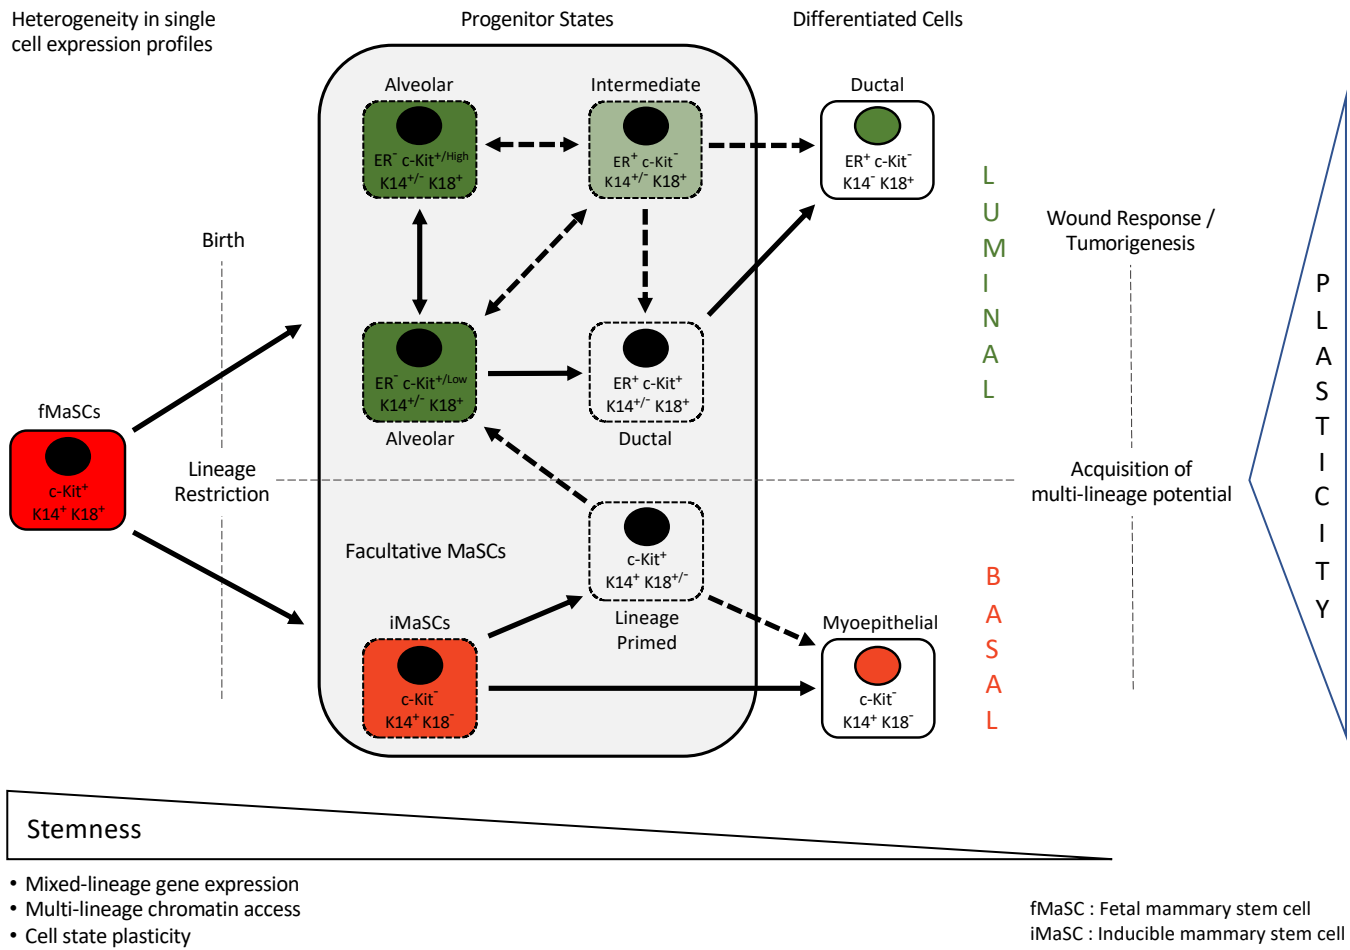 Heterogeneity in single
cell expression profiles
Progenitor States
Differentiated Cells
Alveolar
ER⁻ c-Kit⁺/ᴴⁱᵍʰ
K14⁺/⁻ K18⁺
Intermediate
ER⁺ c-Kit⁻
K14⁺/⁻ K18⁺
Ductal
ER⁺ c-Kit⁻
K14⁻ K18⁺
LUMINAL
Birth
Wound Response /
Tumorigenesis
PLASTICITY
ER⁻ c-Kit⁺/ᴸᵒʷ
K14⁺/⁻ K18⁺
Alveolar
ER⁺ c-Kit⁺
K14⁺/⁻ K18⁺
Ductal
fMaSCs
c-Kit⁺
K14⁺ K18⁺
Lineage
Restriction
Acquisition of
multi-lineage potential
Facultative MaSCs
c-Kit⁺
K14⁺ K18⁺/⁻
Lineage
Primed
iMaSCs
c-Kit⁻
K14⁺ K18⁻
Myoepithelial
c-Kit⁻
K14⁺ K18⁻
BASAL
Stemness
• Mixed-lineage gene expression
• Multi-lineage chromatin access
• Cell state plasticity
fMaSC : Fetal mammary stem cell
iMaSC : Inducible mammary stem cell